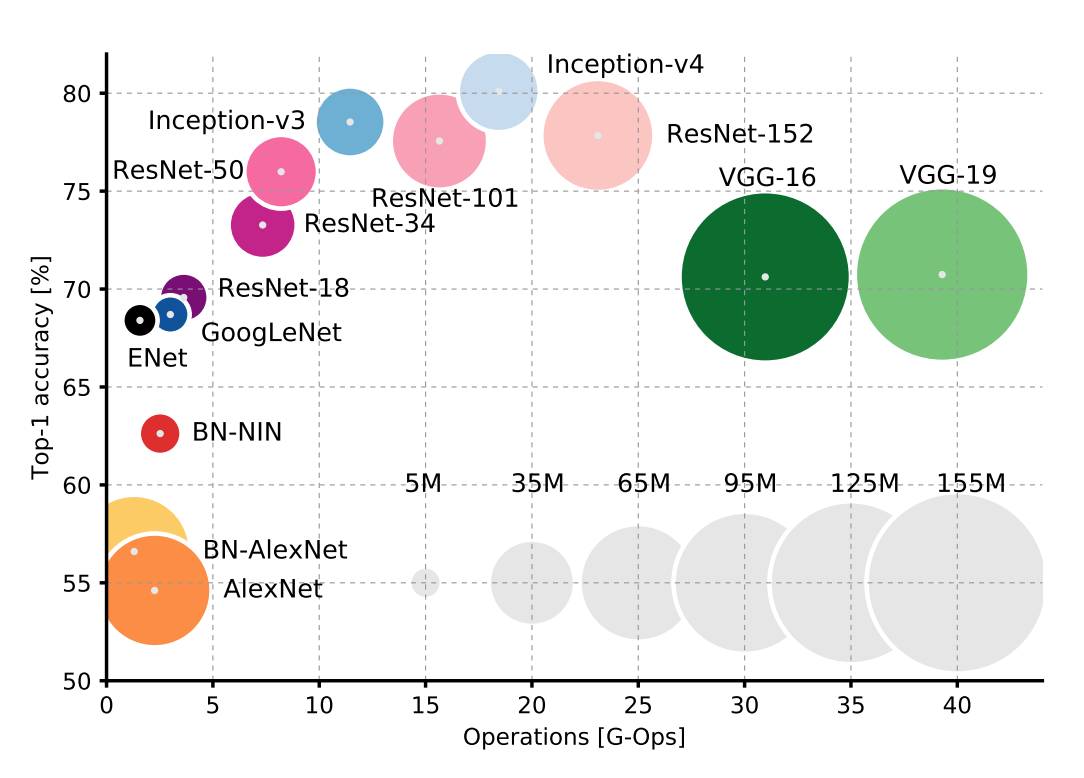 Inception-v4
80
Inception-v3
ResNet-152
ResNet-50
VGG-16
VGG-19
75
ResNet-101
ResNet-34
70
ResNet-18
GoogLeNet
ENet
65
Top-1 accuracy [%]
BN-NIN
60
5M 35M 65M 95M 125M 155M
BN-AlexNet
55
AlexNet
50
0 5 10 15 20 25 30 35 40
Operations [G-Ops]